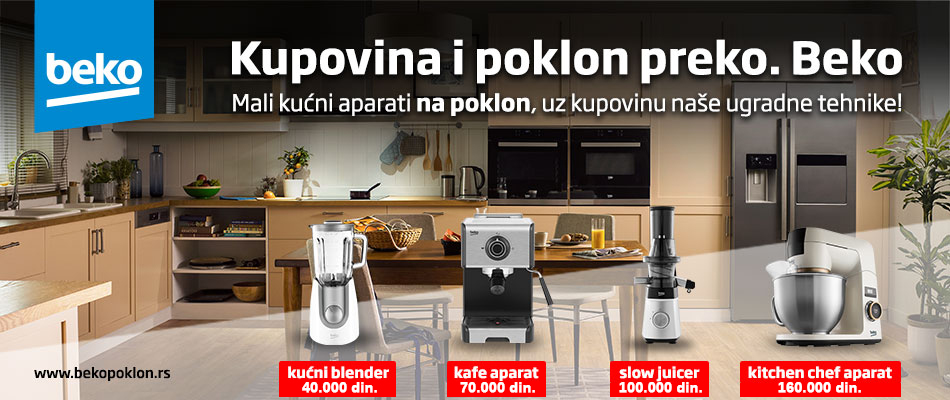 beko
Kupovina i poklon preko. Beko
Mali kućni aparati na poklon, uz kupovinu naše ugradne tehnike!
www.bekopoklon.rs
kućni blender
40.000 din.
kafe aparat
70.000 din.
slow juicer
100.000 din.
kitchen chef aparat
160.000 din.